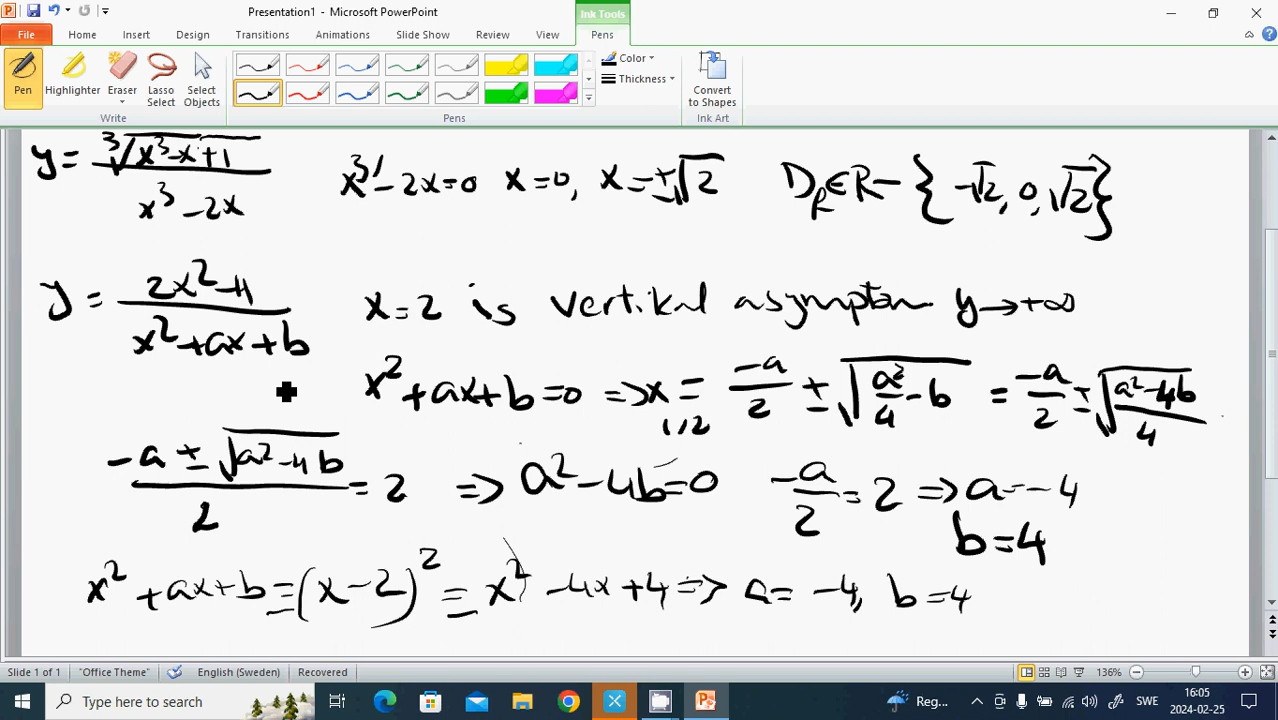 Presentation1 - Microsoft PowerPoint
Ink Tools
File Home Insert Design Transitions Animations Slide Show Review View Pens
Pen Highlighter Eraser Lasso Select Select Objects Color Thickness Convert to Shapes
Write Pens Ink Art
y = ∛(x³-x+1) / (x³-2x) x³-2x=0 x=0, x=±√2 D_f∈R-{-√2, 0, √2}
y = (2x²-4) / (x²+ax+b) x=2 is vertikal asympton y→+∞
x²+ax+b=0 => x₁,₂ = -a/2 ± √(a²/4-b) = -a/2 ± √((a²-4b)/4)
(-a±√(a²-4b))/2 = 2 => a²-4b=0 -a/2=2 => a=-4
b=4
x²+ax+b=(x-2)²=x²-4x+4 => a=-4, b=4
Slide 1 of 1 "Office Theme" English (Sweden) Recovered 136%
Type here to search Reg... SWE 16:05
2024-02-25